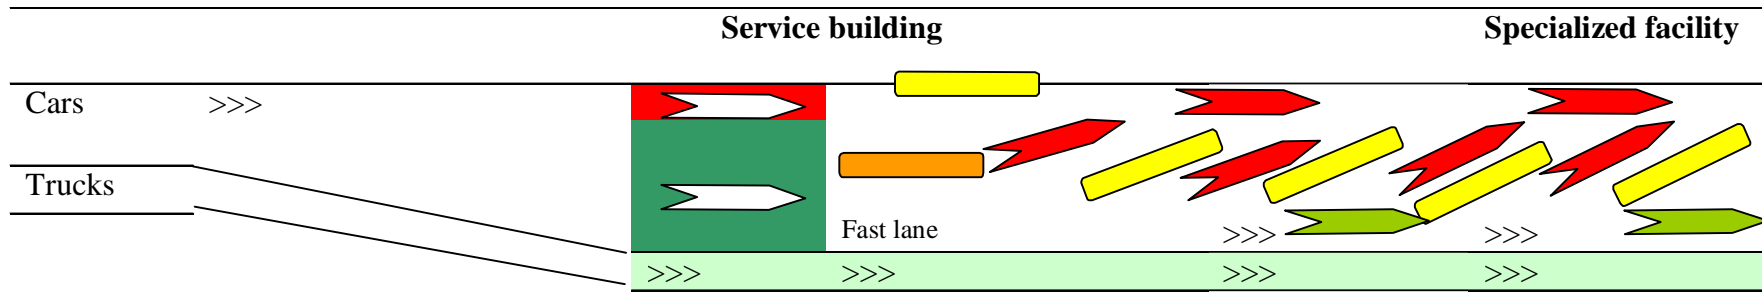 Service building Specialized facility
Cars >>>
Trucks
Fast lane >>> >>>
>>> >>> >>> >>>